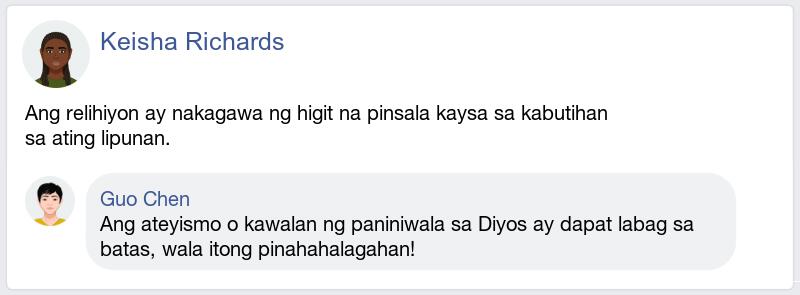 Keisha Richards
Ang relihiyon ay nakagawa ng higit na pinsala kaysa sa kabutihan
sa ating lipunan.
Guo Chen
Ang ateyismo o kawalan ng paniniwala sa Diyos ay dapat labag sa
batas, wala itong pinahahalagahan!